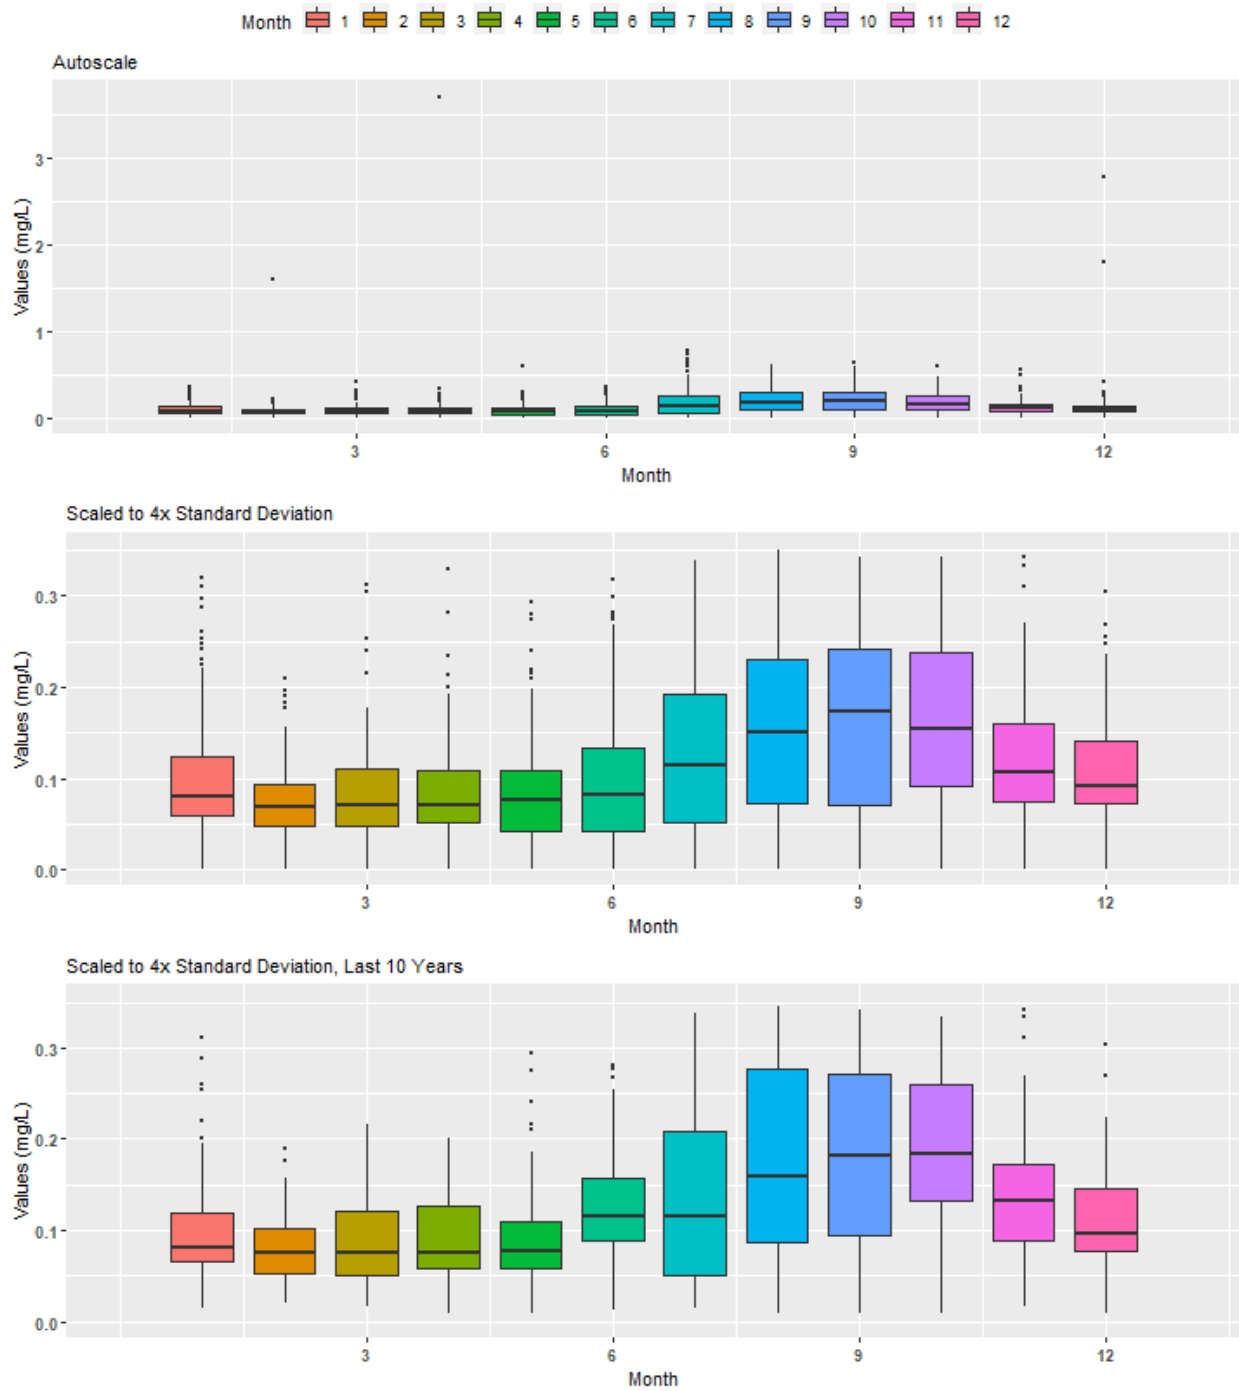 Month 1 2 3 4 5 6 7 8 9 10 11 12
Autoscale
Values (mg/L)
3
2
1
0
3 6 9 12
Month
Scaled to 4x Standard Deviation
Values (mg/L)
0.3
0.2
0.1
0.0
3 6 9 12
Month
Scaled to 4x Standard Deviation, Last 10 Years
Values (mg/L)
0.3
0.2
0.1
0.0
3 6 9 12
Month